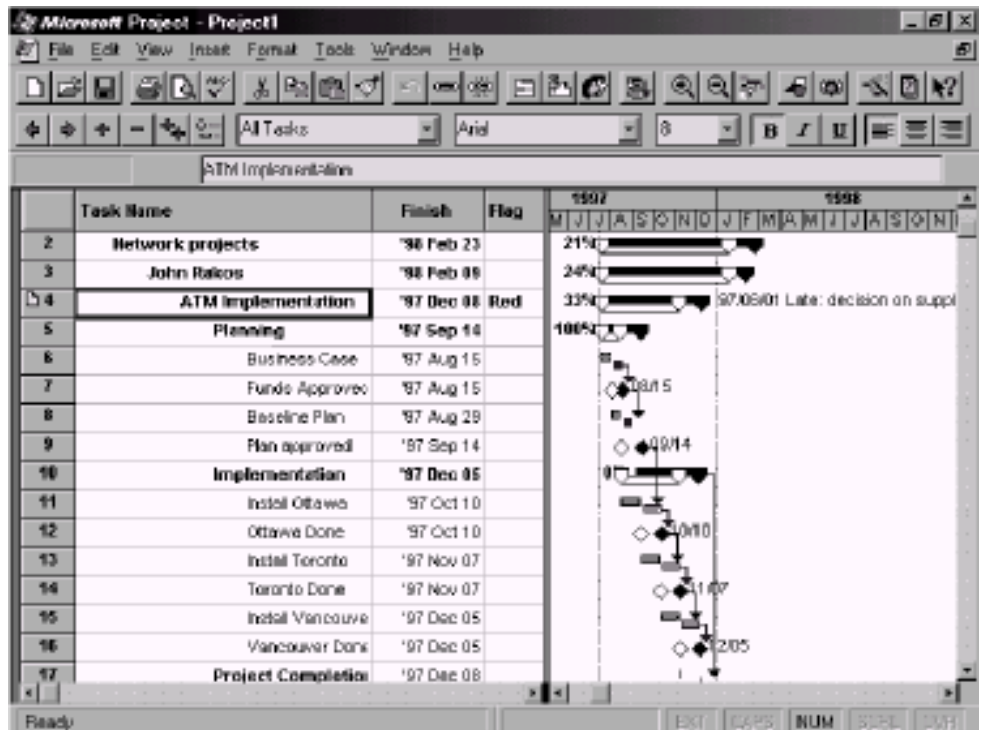 Microsoft Project - Project1
File Edit View Insert Format Tools Window Help
All Tasks Arial 8 B I U
ATM Implementation
Task Name Finish Flag 1997 1998
M J J A S O N D J F M A M J J A S O N
2 Network projects '98 Feb 23 21%
3 John Rakos '98 Feb 09 24%
4 ATM Implementation '97 Dec 08 Red 33% 97/06/01 Late: decision on suppl
5 Planning '97 Sep 14 100%
6 Business Case '97 Aug 15
7 Funds Approved '97 Aug 15 08/15
8 Baseline Plan '97 Aug 29
9 Plan approved '97 Sep 14 09/14
10 Implementation '97 Dec 05 0%
11 Install Ottawa '97 Oct 10
12 Ottawa Done '97 Oct 10 10/10
13 Install Toronto '97 Nov 07
14 Toronto Done '97 Nov 07 11/07
15 Install Vancouve '97 Dec 05
16 Vancouver Done '97 Dec 05 12/05
17 Project Completion '97 Dec 08
Ready EXT CAPS NUM SCRL OVR